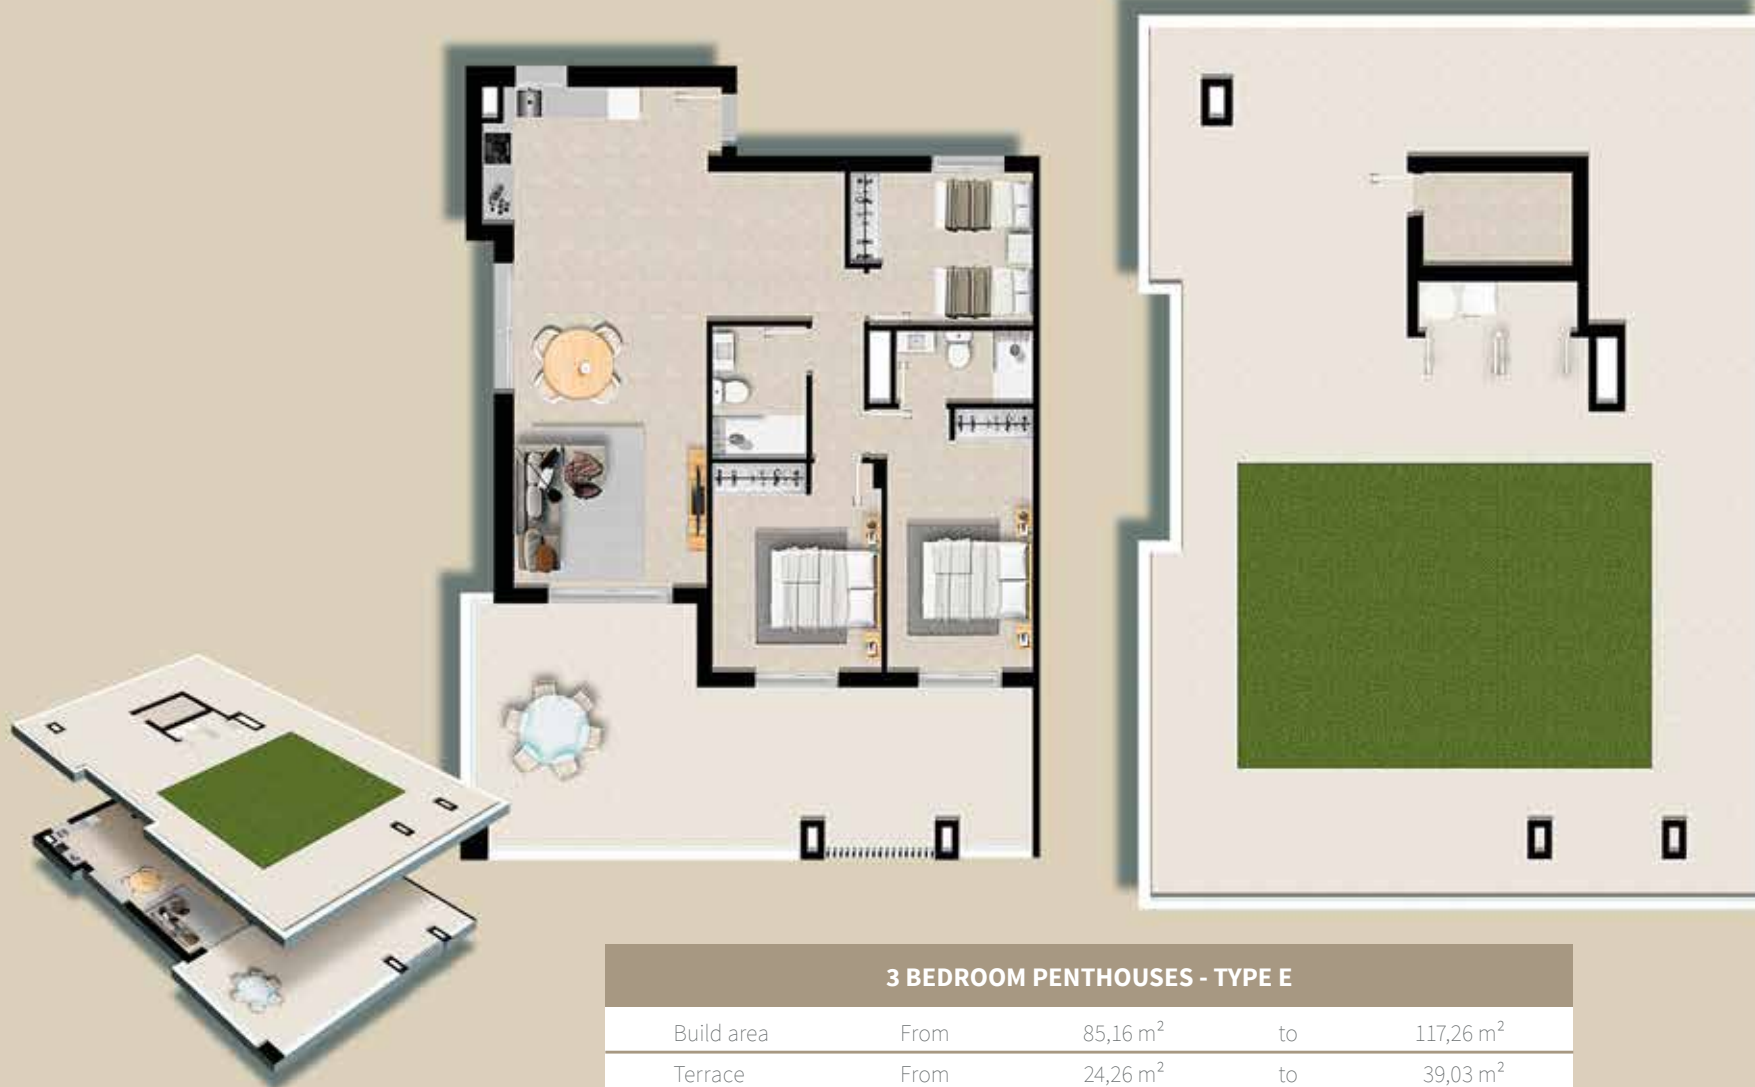 3 BEDROOM PENTHOUSES - TYPE E
Build area From 85,16 m² to 117,26 m²
Terrace From 24,26 m² to 39,03 m²